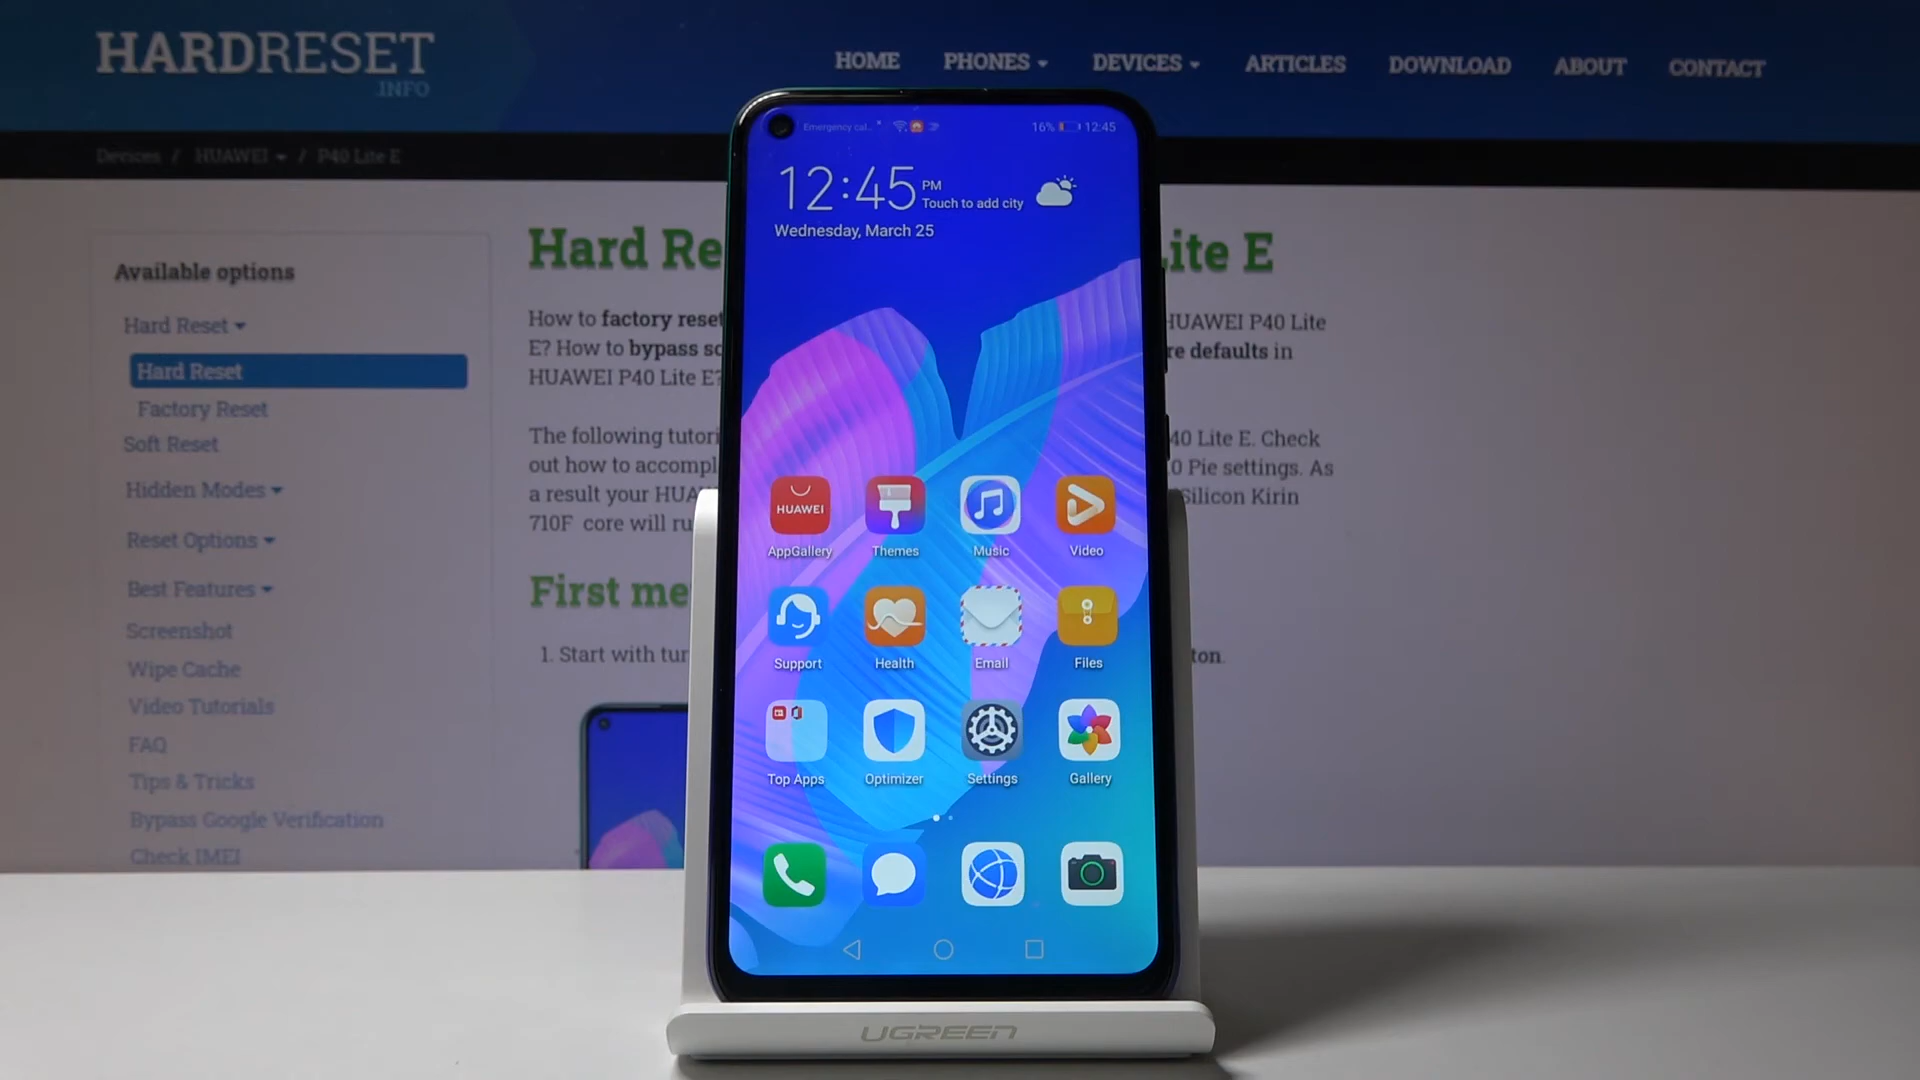 HARDRESET
.INFO
HOME PHONES DEVICES ARTICLES DOWNLOAD ABOUT CONTACT
Devices / HUAWEI / P40 Lite E
Available options
Hard Reset
Hard Reset
Factory Reset
Soft Reset
Hidden Modes
Reset Options
Best Features
Screenshot
Wipe Cache
Video Tutorials
FAQ
Tips & Tricks
Bypass Google Verification
Check IMEI
Hard Re
ite E
How to factory reset
HUAWEI P40 Lite
E? How to bypass sc
re defaults in
HUAWEI P40 Lite E?
The following tutori
40 Lite E. Check
out how to accompl
0 Pie settings. As
a result your HUA
Silicon Kirin
710F core will ru
First me
1. Start with tur
ton.
Emergency cal..
16% 12:45
12:45 PM
Touch to add city
Wednesday, March 25
HUAWEI
AppGallery Themes Music Video
Support Health Email Files
Top Apps Optimizer Settings Gallery
UGREEN